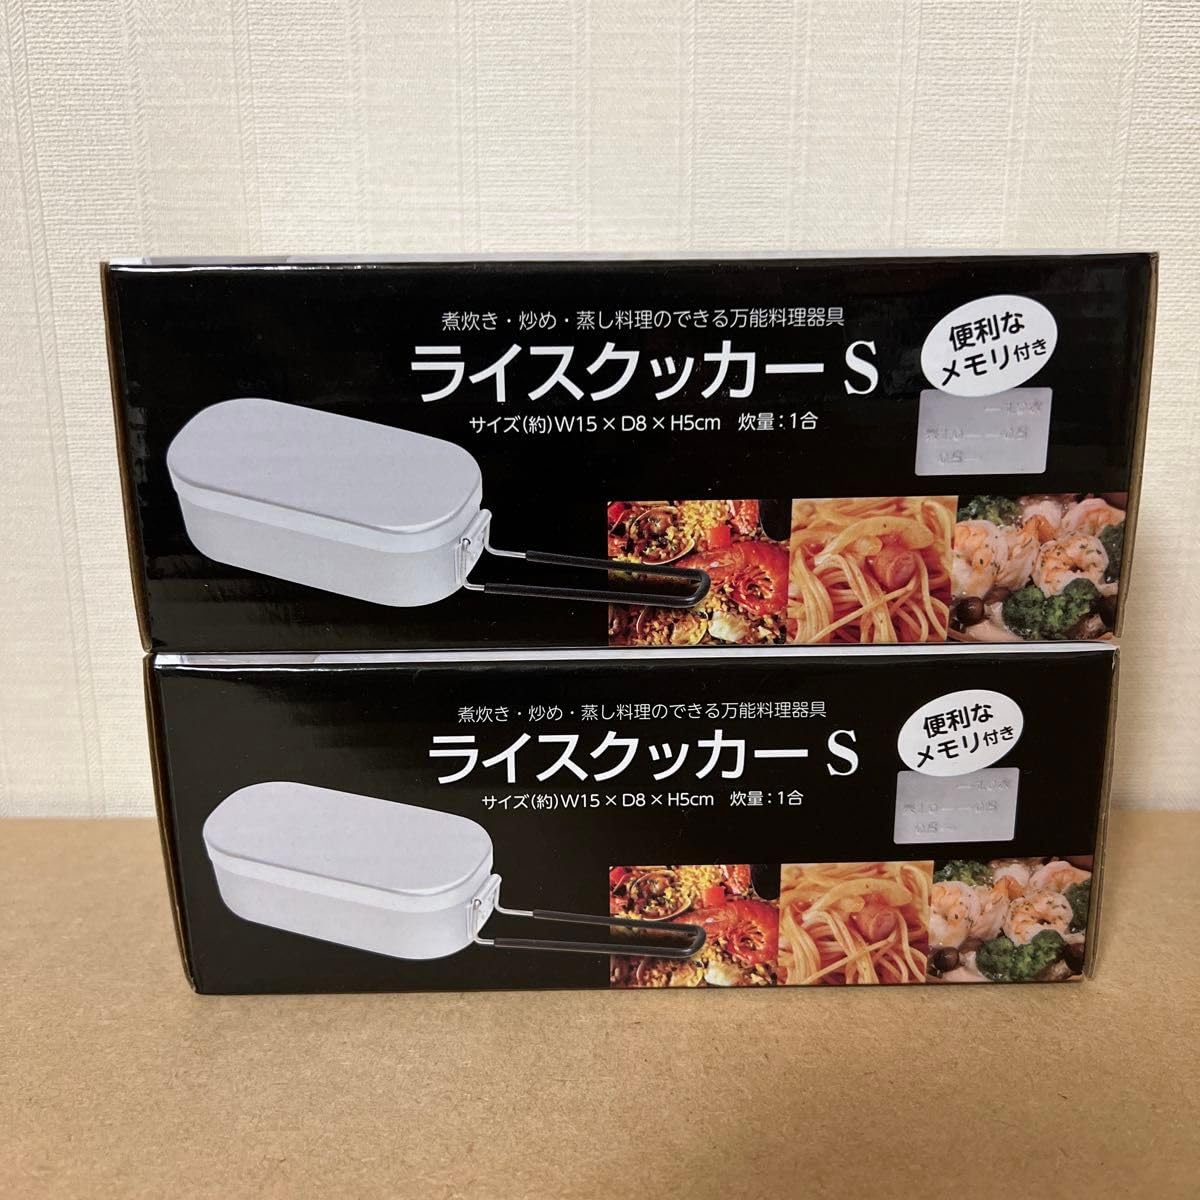 煮炊き・炒め・蒸し料理のできる万能料理器具
ライスクッカー S
サイズ(約)W15×D8×H5cm 炊量:1合
便利な
メモリ付き
煮炊き・炒め・蒸し料理のできる万能料理器具
ライスクッカー S
サイズ(約)W15×D8×H5cm 炊量:1合
便利な
メモリ付き